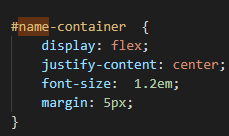 #name-container  {
    display: flex;
    justify-content: center;
    font-size:  1.2em;
    margin: 5px;
}